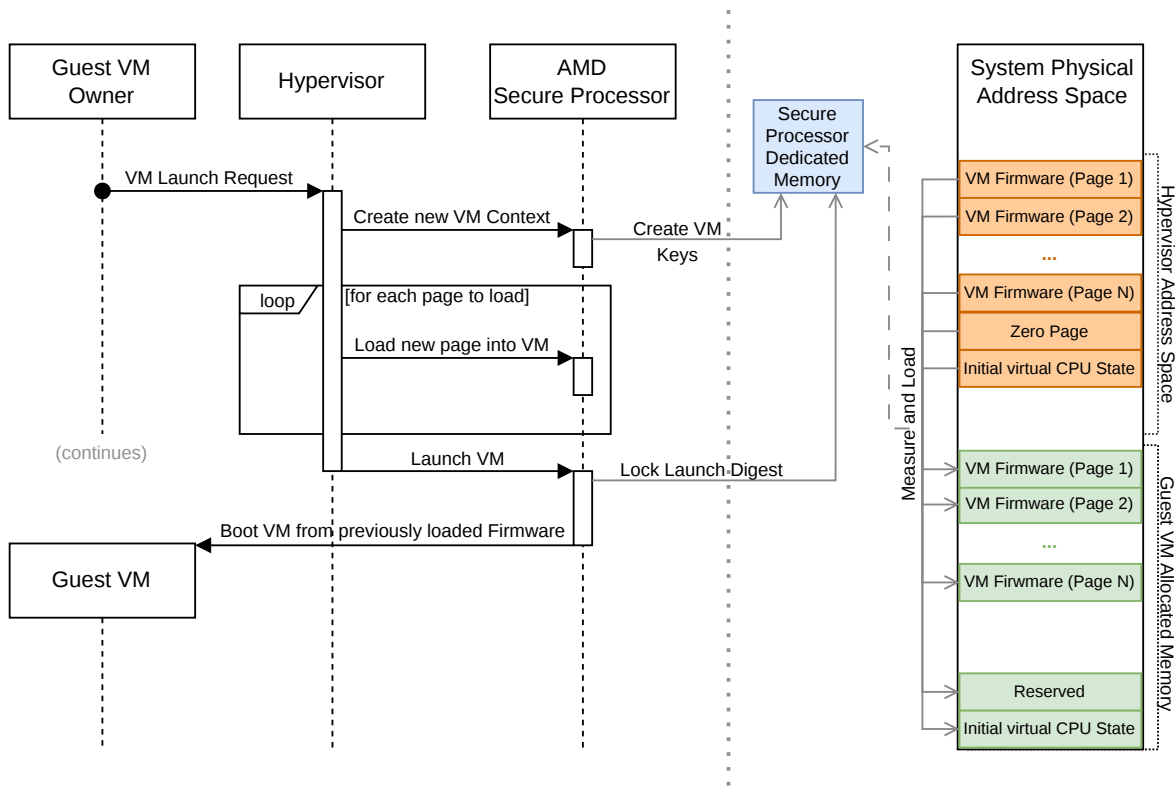 Guest VM
Owner
Hypervisor
AMD
Secure Processor
System Physical
Address Space
Secure
Processor
Dedicated
Memory
VM Launch Request
Create new VM Context
Create VM
Keys
loop
[for each page to load]
Load new page into VM
(continues)
Launch VM
Lock Launch Digest
Boot VM from previously loaded Firmware
Guest VM
Measure and Load
VM Firmware (Page 1)
VM Firmware (Page 2)
...
VM Firmware (Page N)
Zero Page
Initial virtual CPU State
Hypervisor Address Space
VM Firmware (Page 1)
VM Firmware (Page 2)
...
VM Firwmare (Page N)
Reserved
Initial virtual CPU State
Guest VM Allocated Memory